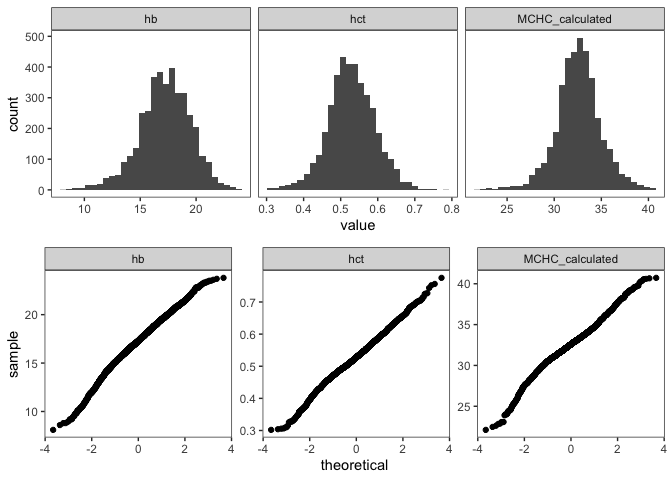 hb hct MCHC_calculated
500
400
300
200
100
0
count
10 15 20 0.3 0.4 0.5 0.6 0.7 0.8 25 30 35 40
value
hb hct MCHC_calculated
20
15
10
0.7
0.6
0.5
0.4
0.3
40
35
30
25
sample
-4 -2 0 2 4 -4 -2 0 2 4 -4 -2 0 2 4
theoretical